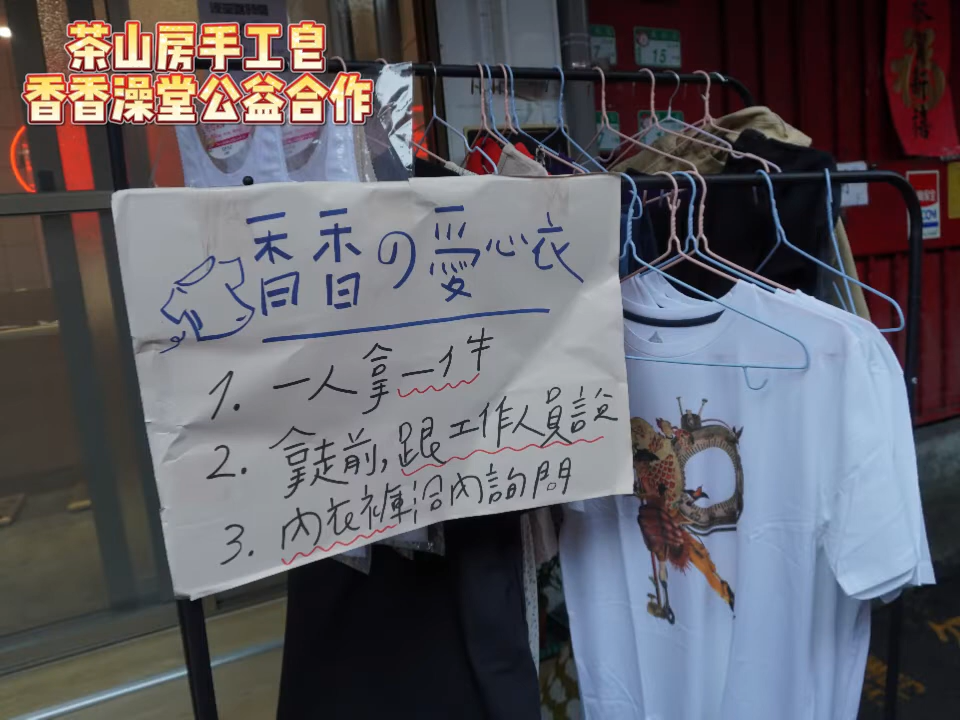 茶山房手工皂
香香澡堂公益合作
15
香香の愛心衣
1. 一人拿一件
2. 拿走前,跟工作人員說
3. 內衣褲洽內詢問